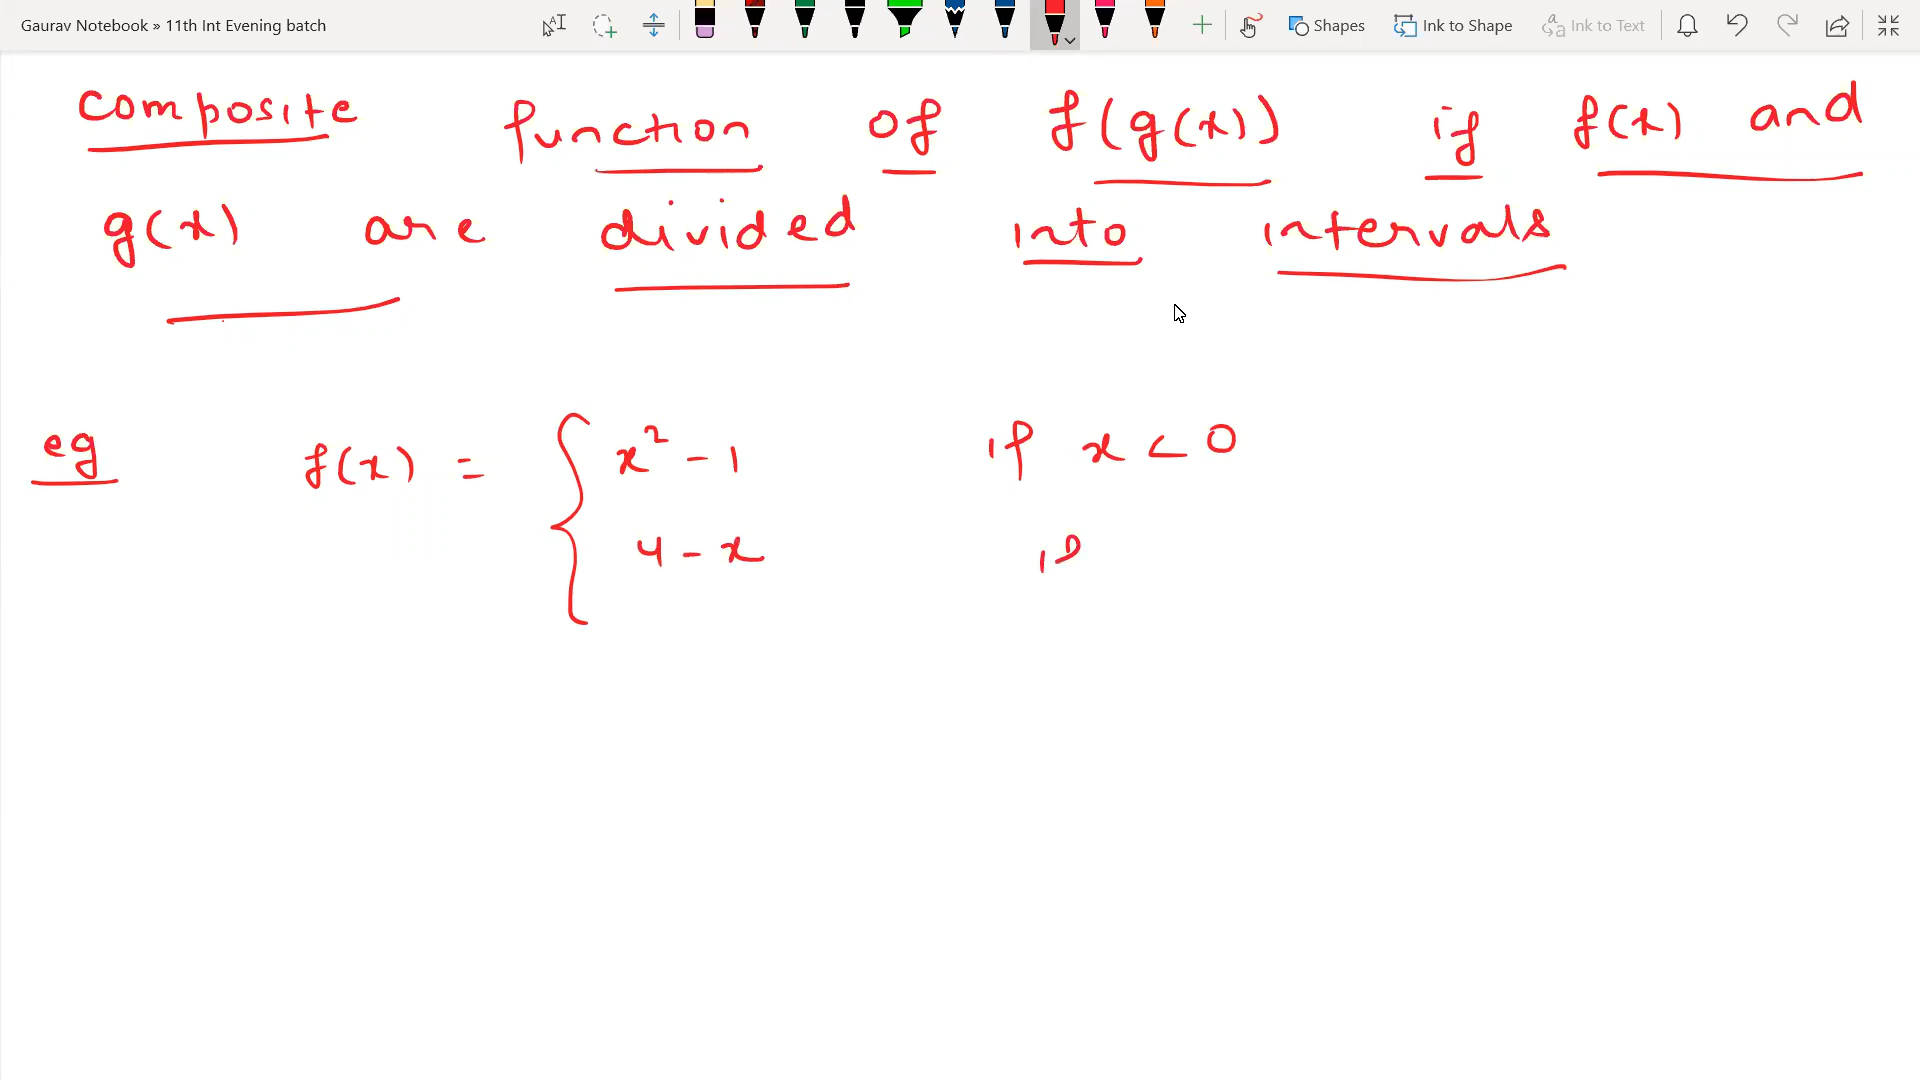 Gaurav Notebook » 11th Int Evening batch Shapes Ink to Shape Ink to Text
composite function of f(g(x)) if f(x) and
g(x) are divided into intervals
eg f(x) = { x² - 1 if x < 0
4 - x if